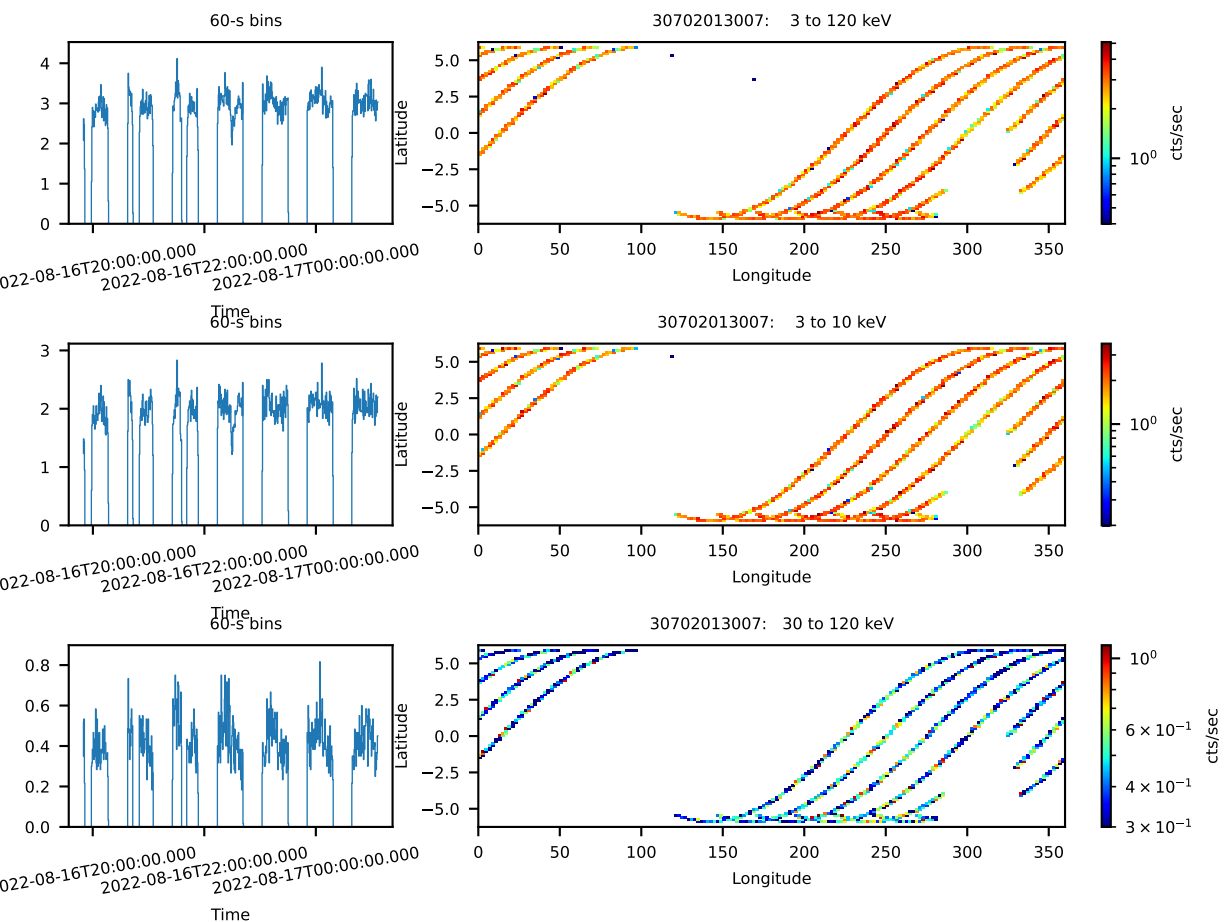 60-s bins
30702013007: 3 to 120 keV
4
3
2
1
0
5.0
2.5
0.0
−2.5
−5.0
Latitude
0 50 100 150 200 250 300 350
Longitude
10^0
cts/sec
022-08-16T20:00:00.000
2022-08-16T22:00:00.000
2022-08-17T00:00:00.000
Time
60-s bins
30702013007: 3 to 10 keV
3
2
1
0
5.0
2.5
0.0
−2.5
−5.0
Latitude
0 50 100 150 200 250 300 350
Longitude
10^0
cts/sec
022-08-16T20:00:00.000
2022-08-16T22:00:00.000
2022-08-17T00:00:00.000
Time
60-s bins
30702013007: 30 to 120 keV
0.8
0.6
0.4
0.2
0.0
5.0
2.5
0.0
−2.5
−5.0
Latitude
0 50 100 150 200 250 300 350
Longitude
10^0
6 × 10^−1
4 × 10^−1
3 × 10^−1
cts/sec
022-08-16T20:00:00.000
2022-08-16T22:00:00.000
2022-08-17T00:00:00.000
Time